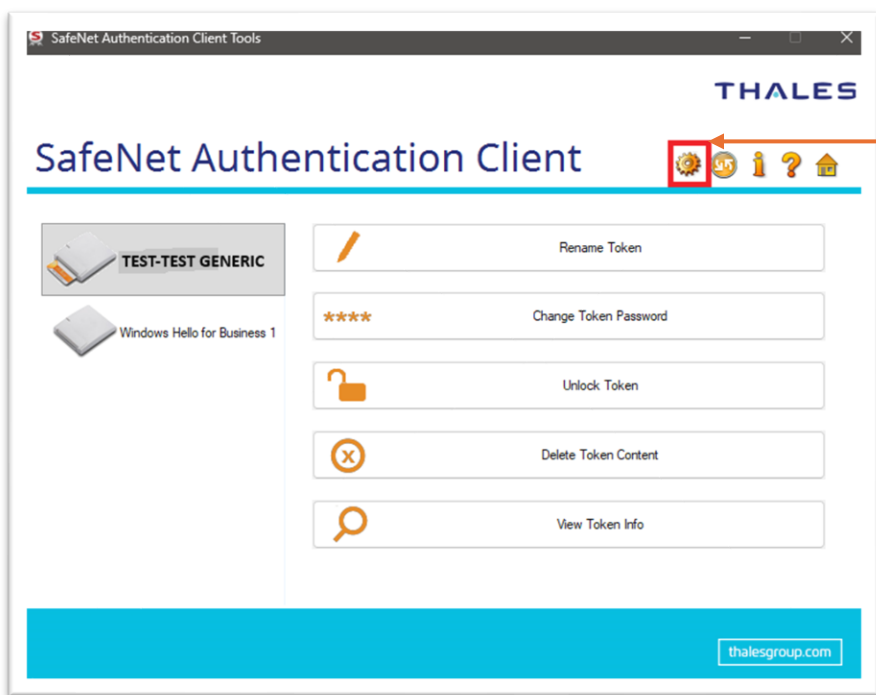 SafeNet Authentication Client Tools
THALES
SafeNet Authentication Client
TEST-TEST GENERIC
Windows Hello for Business 1
Rename Token
****
Change Token Password
Unlock Token
Delete Token Content
View Token Info
thalesgroup.com